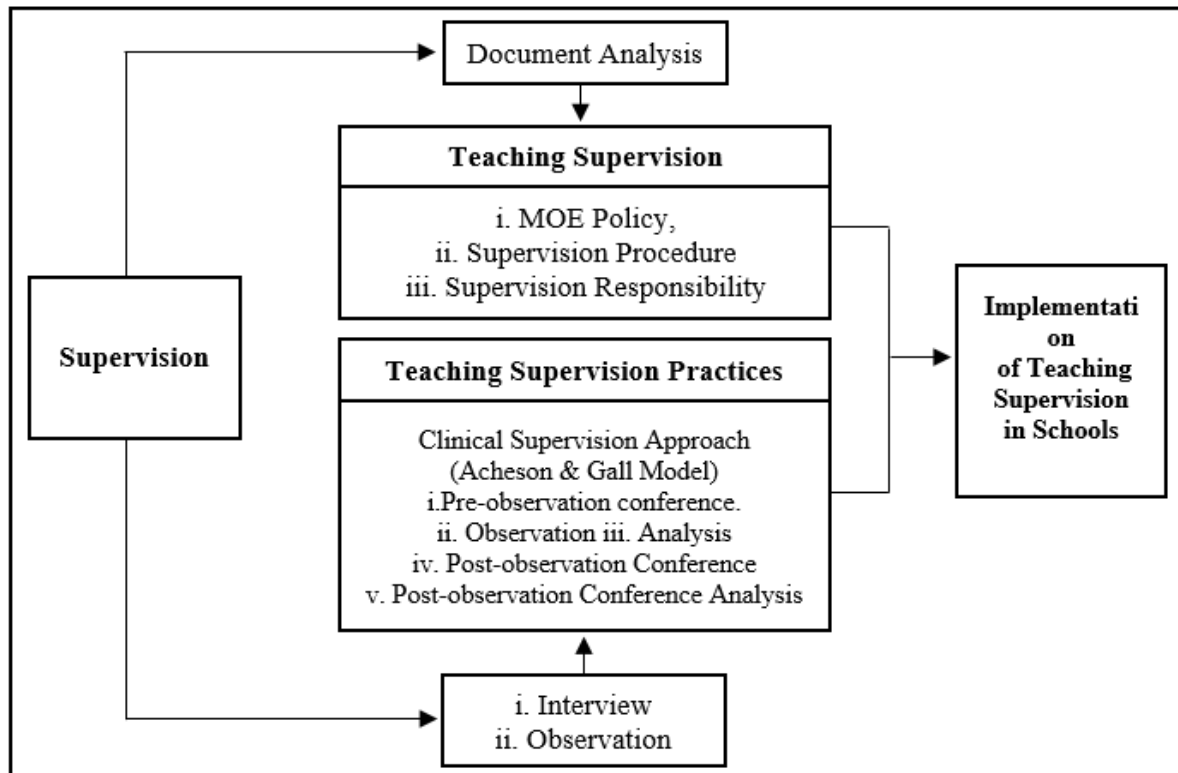 Document Analysis
Teaching Supervision
i. MOE Policy,
ii. Supervision Procedure
iii. Supervision Responsibility
Supervision
Teaching Supervision Practices
Clinical Supervision Approach
(Acheson & Gall Model)
i.Pre-observation conference.
ii. Observation iii. Analysis
iv. Post-observation Conference
v. Post-observation Conference Analysis
i. Interview
ii. Observation
Implementati
on
of Teaching
Supervision
in Schools